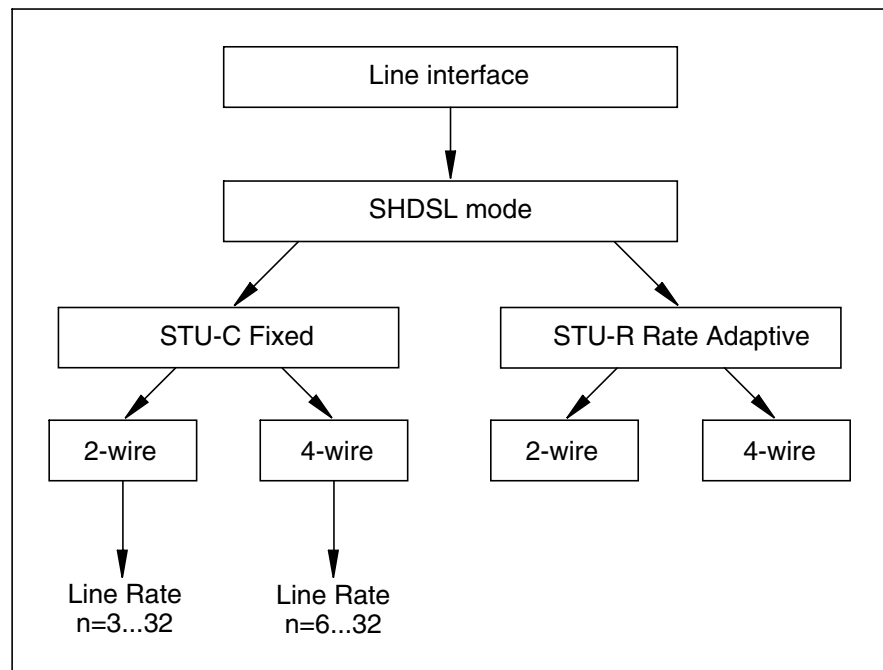 Line interface
SHDSL mode
STU-C Fixed
STU-R Rate Adaptive
2-wire
4-wire
2-wire
4-wire
Line Rate
n=3...32
Line Rate
n=6...32